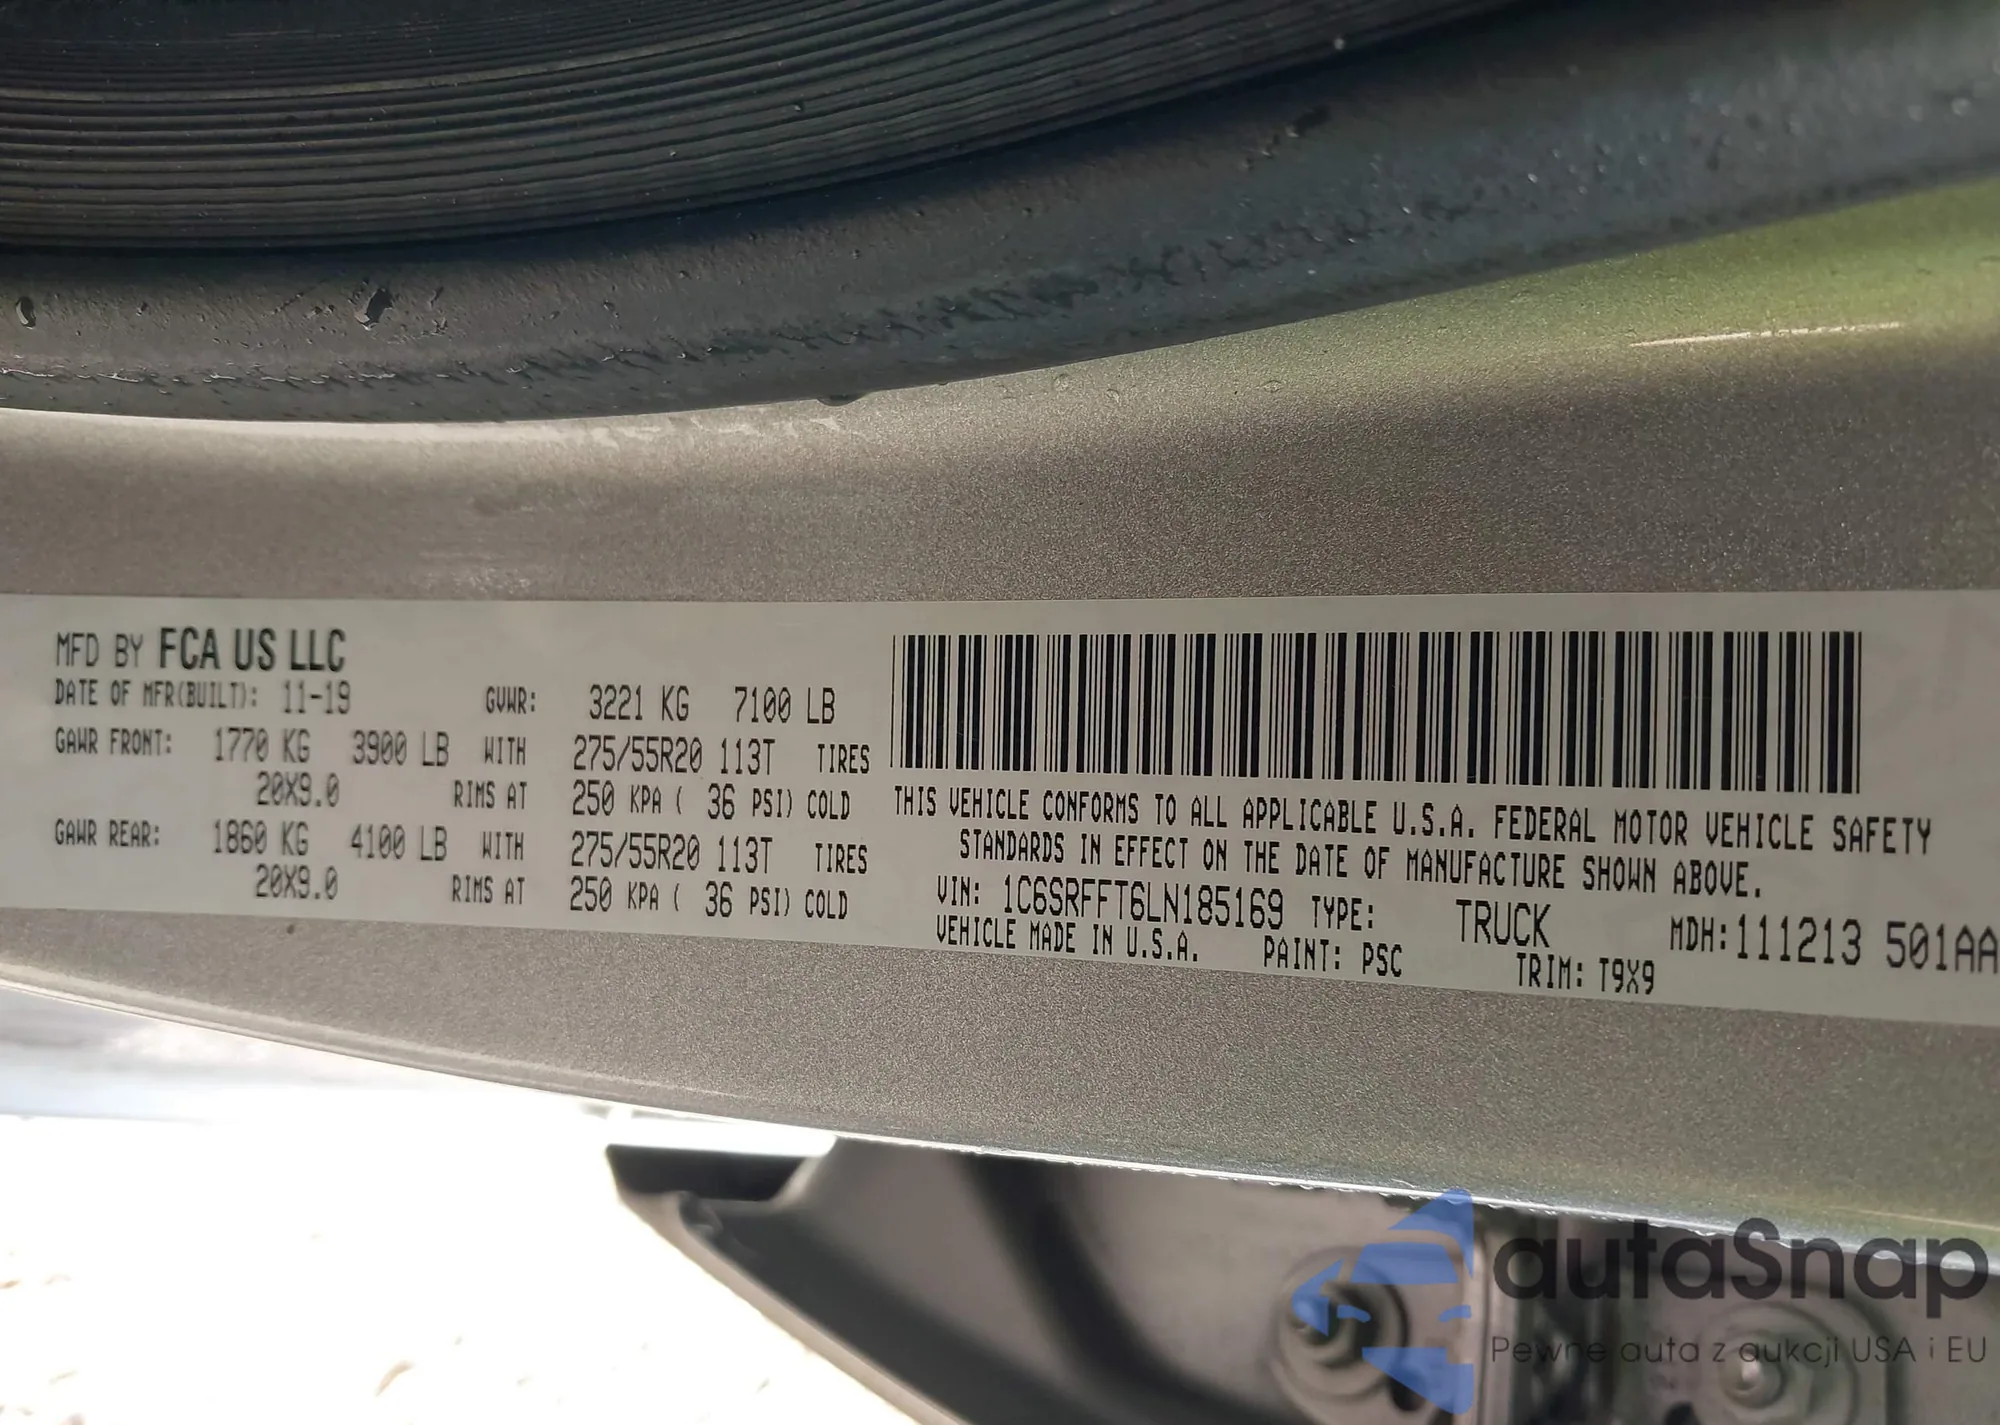 MFD BY FCA US LLC
DATE OF MFR(BUILT): 11-19 GVWR: 3221 KG 7100 LB
GAWR FRONT: 1770 KG 3900 LB WITH 275/55R20 113T TIRES
20X9.0 RIMS AT 250 KPA ( 36 PSI) COLD
GAWR REAR: 1860 KG 4100 LB WITH 275/55R20 113T TIRES
20X9.0 RIMS AT 250 KPA ( 36 PSI) COLD
THIS VEHICLE CONFORMS TO ALL APPLICABLE U.S.A. FEDERAL MOTOR VEHICLE SAFETY
STANDARDS IN EFFECT ON THE DATE OF MANUFACTURE SHOWN ABOVE.
VIN: 1C6SRFFT6LN185169 TYPE: TRUCK MDH:111213 501AA
VEHICLE MADE IN U.S.A. PAINT: PSC TRIM: T9X9
autaSnap
Pewne auta z aukcji USA i EU